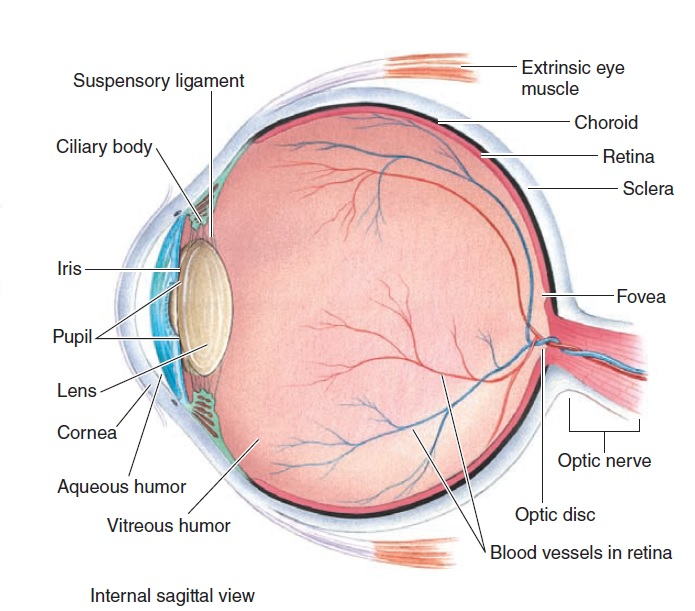 Suspensory ligament
Extrinsic eye
muscle
Choroid
Ciliary body
Retina
Sclera
Iris
Fovea
Pupil
Lens
Cornea
Optic nerve
Aqueous humor
Optic disc
Vitreous humor
Blood vessels in retina
Internal sagittal view